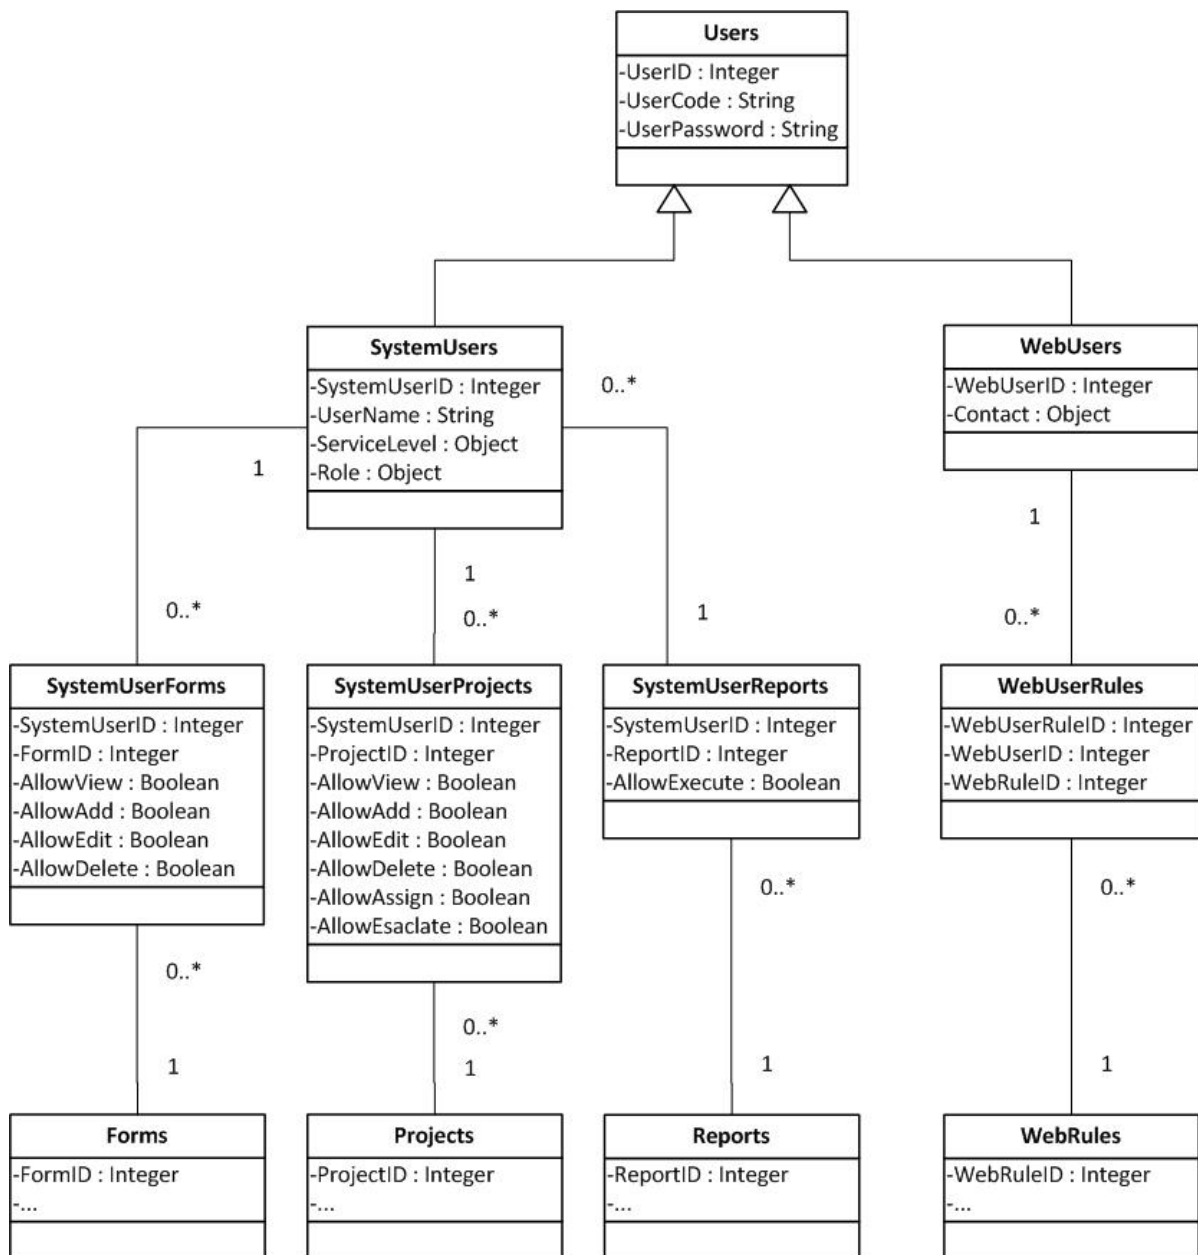 Users
-UserID : Integer
-UserCode : String
-UserPassword : String
SystemUsers
-SystemUserID : Integer
-UserName : String
-ServiceLevel : Object
-Role : Object
0..*
WebUsers
-WebUserID : Integer
-Contact : Object
1
1
1
0..*
0..*
1
0..*
SystemUserForms
-SystemUserID : Integer
-FormID : Integer
-AllowView : Boolean
-AllowAdd : Boolean
-AllowEdit : Boolean
-AllowDelete : Boolean
SystemUserProjects
-SystemUserID : Integer
-ProjectID : Integer
-AllowView : Boolean
-AllowAdd : Boolean
-AllowEdit : Boolean
-AllowDelete : Boolean
-AllowAssign : Boolean
-AllowEsaclate : Boolean
SystemUserReports
-SystemUserID : Integer
-ReportID : Integer
-AllowExecute : Boolean
WebUserRules
-WebUserRuleID : Integer
-WebUserID : Integer
-WebRuleID : Integer
0..*
0..*
0..*
0..*
1
1
1
1
Forms
-FormID : Integer
-...
Projects
-ProjectID : Integer
-...
Reports
-ReportID : Integer
-...
WebRules
-WebRuleID : Integer
-...